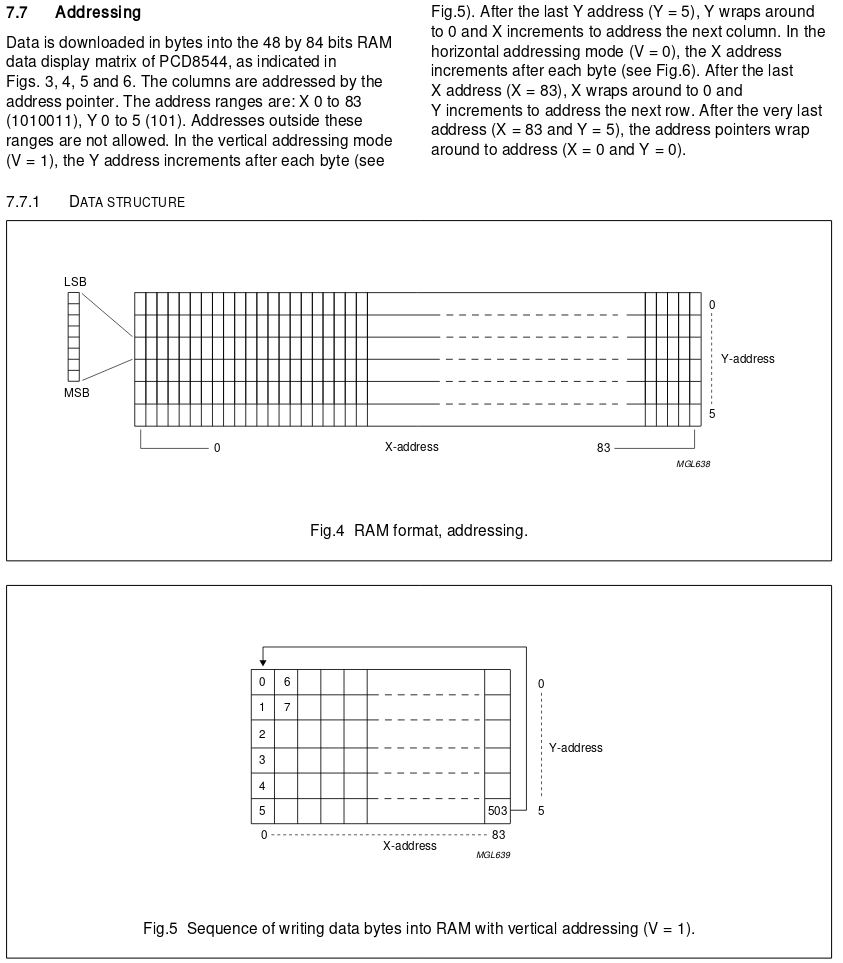 7.7 Addressing
Data is downloaded in bytes into the 48 by 84 bits RAM
data display matrix of PCD8544, as indicated in
Figs. 3, 4, 5 and 6. The columns are addressed by the
address pointer. The address ranges are: X 0 to 83
(1010011), Y 0 to 5 (101). Addresses outside these
ranges are not allowed. In the vertical addressing mode
(V = 1), the Y address increments after each byte (see
Fig.5). After the last Y address (Y = 5), Y wraps around
to 0 and X increments to address the next column. In the
horizontal addressing mode (V = 0), the X address
increments after each byte (see Fig.6). After the last
X address (X = 83), X wraps around to 0 and
Y increments to address the next row. After the very last
address (X = 83 and Y = 5), the address pointers wrap
around to address (X = 0 and Y = 0).
7.7.1 DATA STRUCTURE
LSB
MSB
0
Y-address
5
0 X-address 83
MGL638
Fig.4 RAM format, addressing.
0 6
1 7
2
3
4
5 503
0
Y-address
5
0 83
X-address
MGL639
Fig.5 Sequence of writing data bytes into RAM with vertical addressing (V = 1).